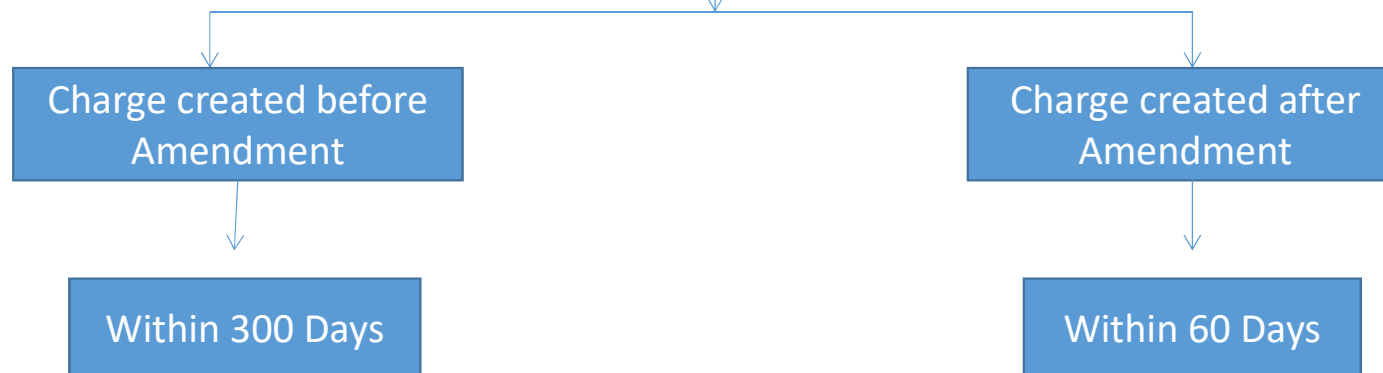 Charge created before
Amendment
Charge created after
Amendment
Within 300 Days
Within 60 Days